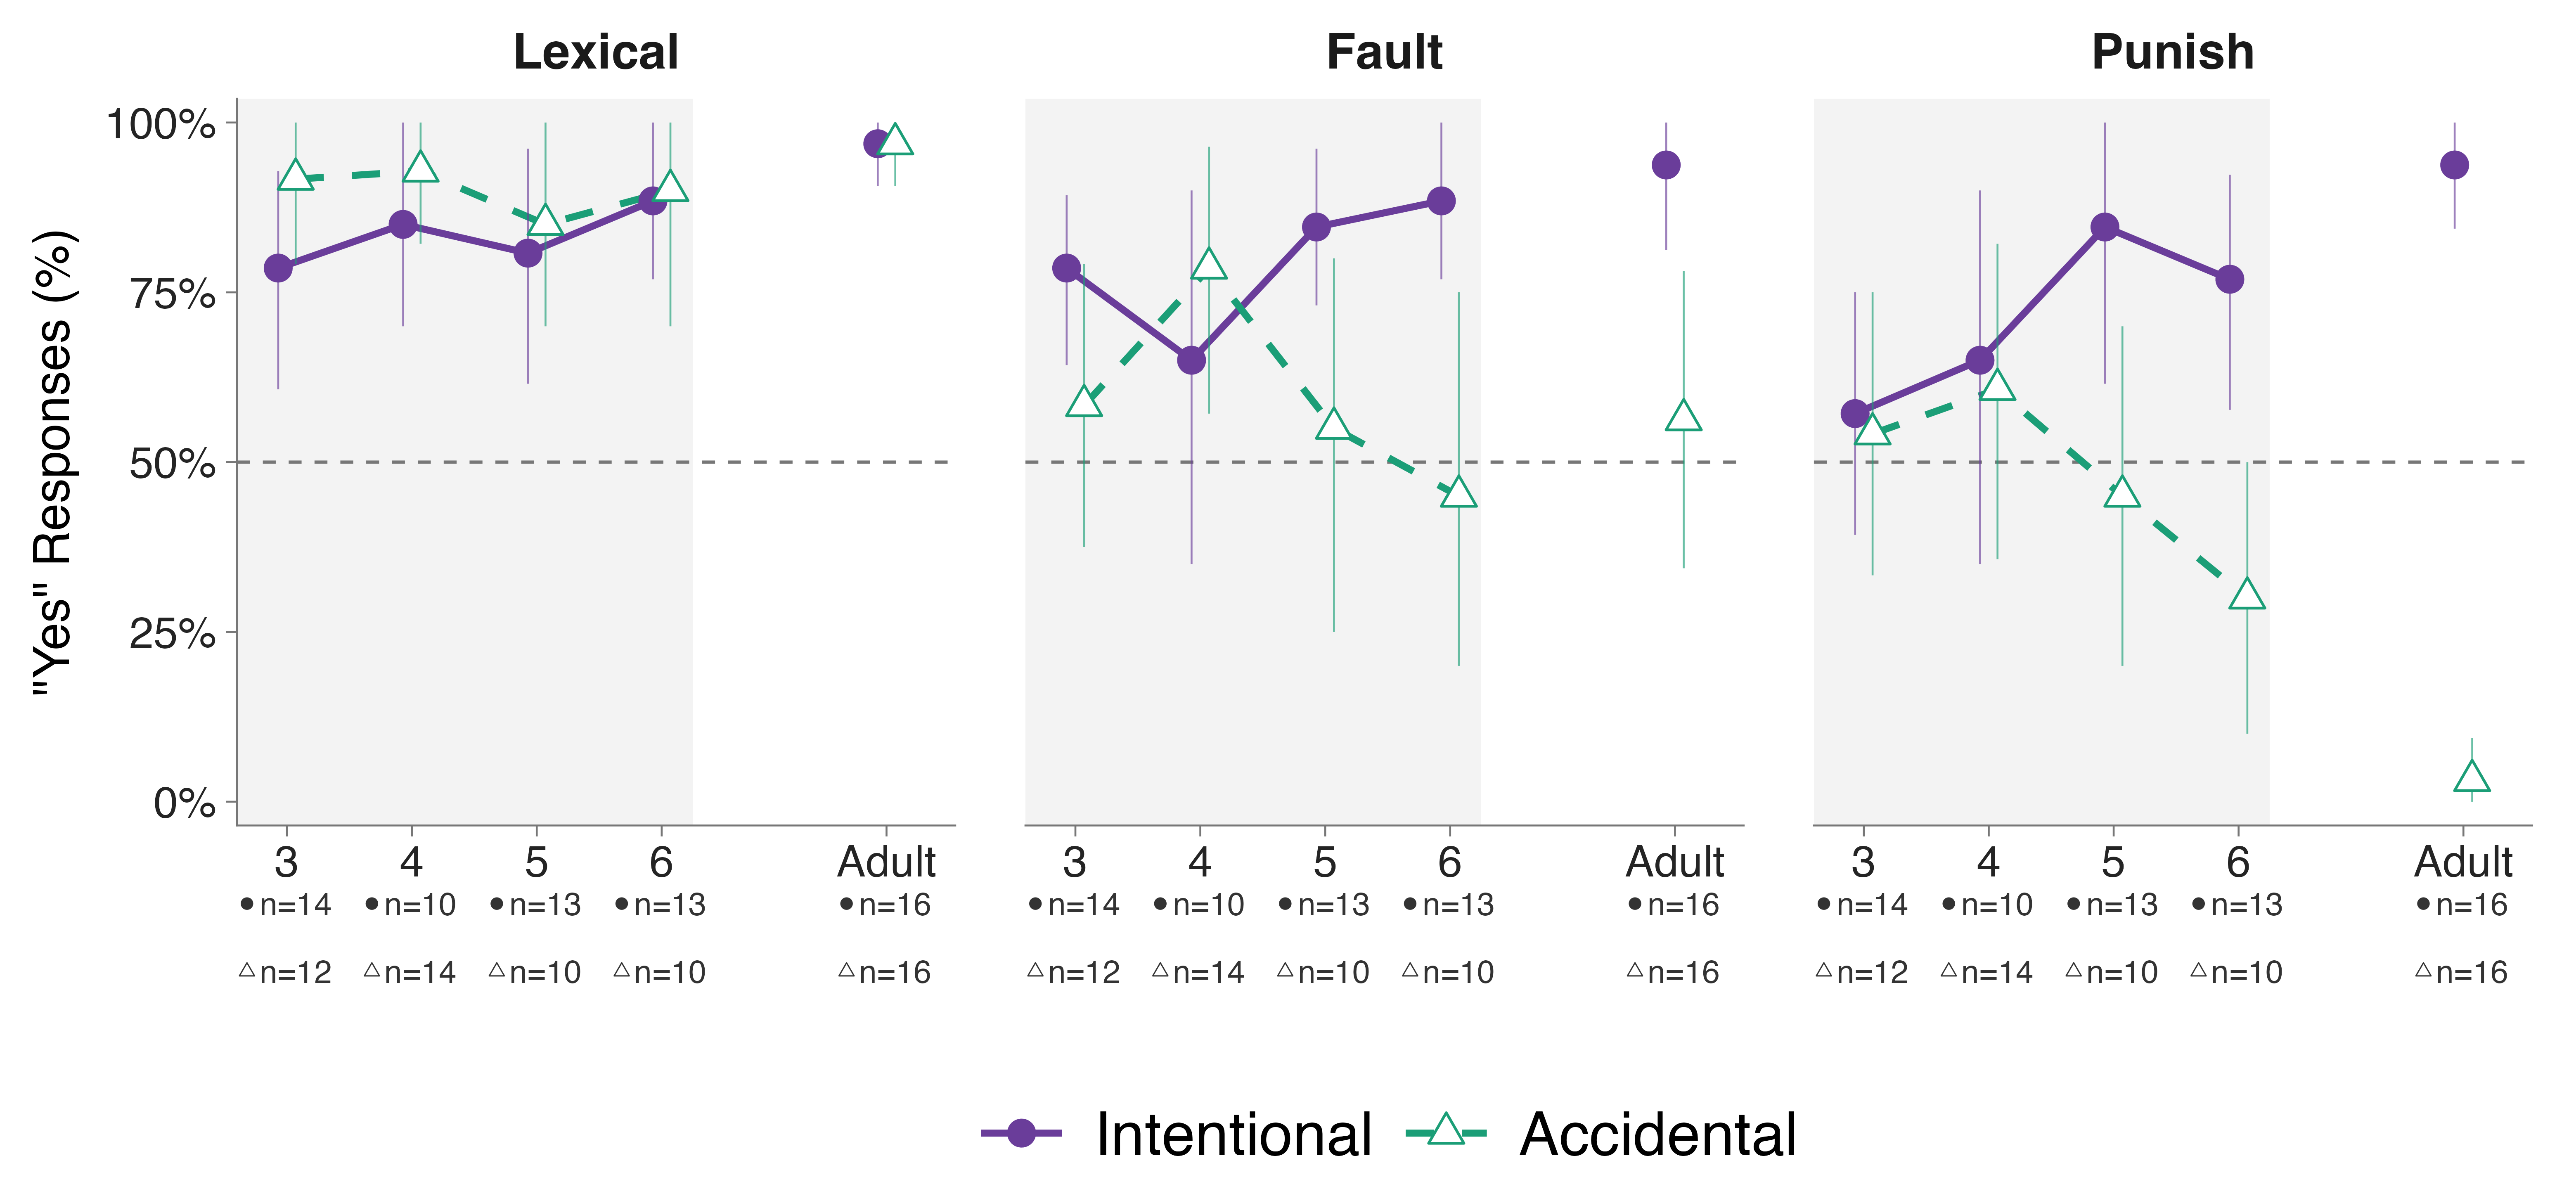 Lexical Fault Punish
"Yes" Responses (%)
100%
75%
50%
25%
0%
3 4 5 6 Adult 3 4 5 6 Adult 3 4 5 6 Adult
n=14 n=10 n=13 n=13 n=16 n=14 n=10 n=13 n=13 n=16 n=14 n=10 n=13 n=13 n=16
n=12 n=14 n=10 n=10 n=16 n=12 n=14 n=10 n=10 n=16 n=12 n=14 n=10 n=10 n=16
Intentional Accidental